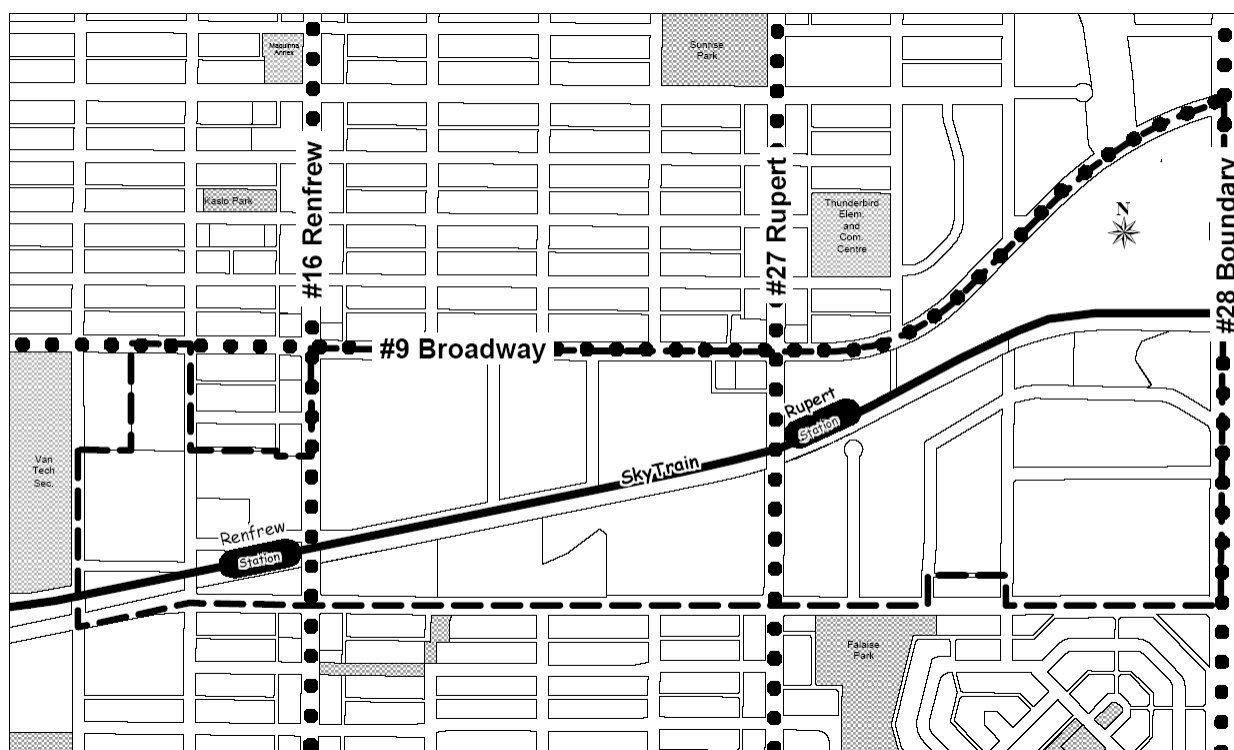 Maquinna
Annex
Sunrise
Park
#16 Renfrew
#27 Rupert
Kaslo Park
Thunderbird
Elem.
and
Com.
Centre
N
#28 Boundary
#9 Broadway
Rupert
Station
Van
Tech
Sec.
SkyTrain
Renfrew
Station
Falaise
Park